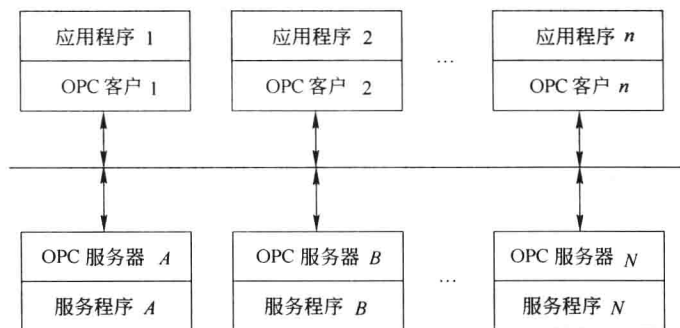 应用程序 1 应用程序 2 应用程序 n
…
OPC 客户 1 OPC 客户 2 OPC 客户 n
OPC 服务器 A OPC 服务器 B OPC 服务器 N
…
服务程序 A 服务程序 B 服务程序 N